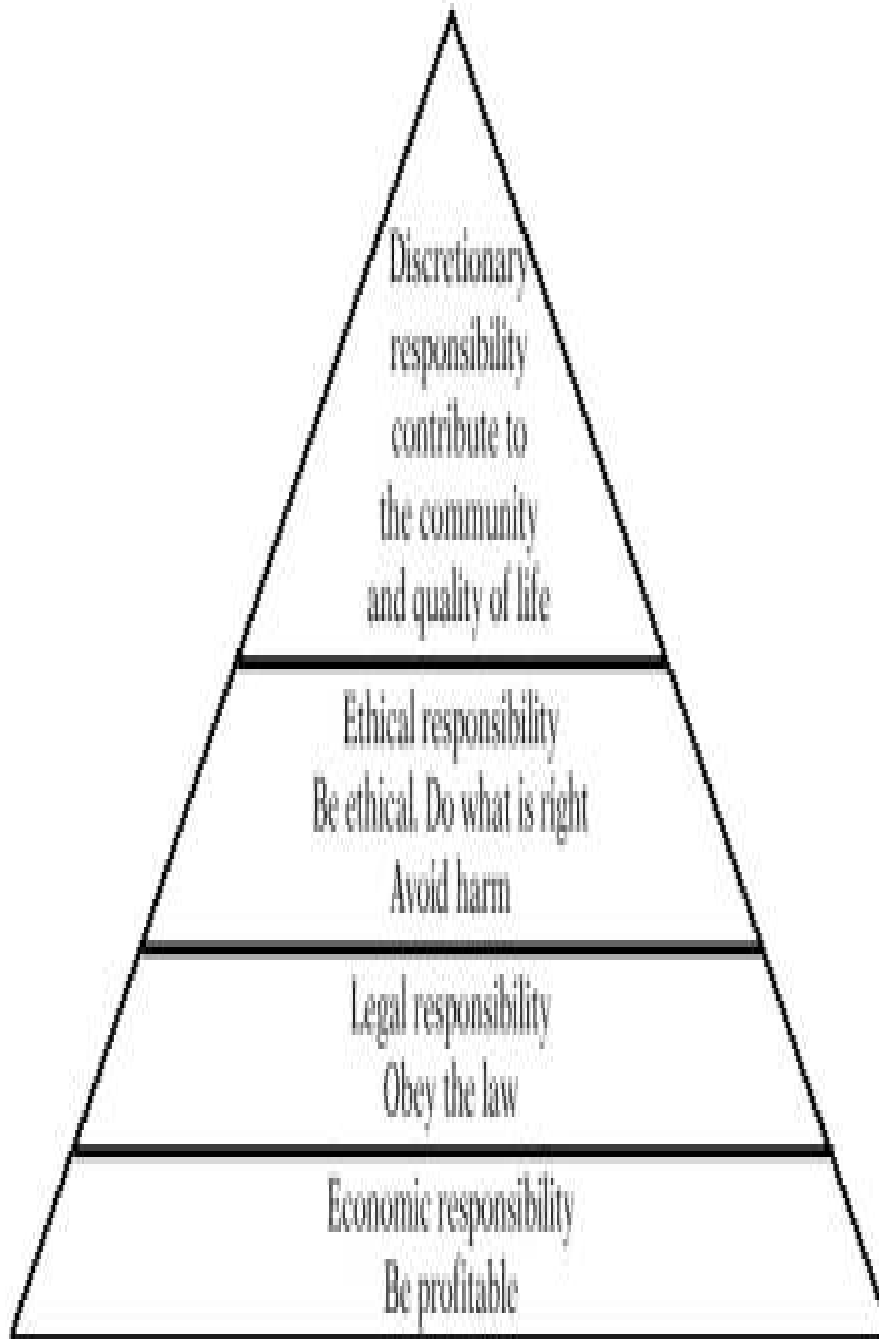 Discretionary
responsibility
contribute to
the community
and quality of life
Ethical responsibility
Be ethical. Do what is right
Avoid harm
Legal responsibility
Obey the law
Economic responsibility
Be profitable